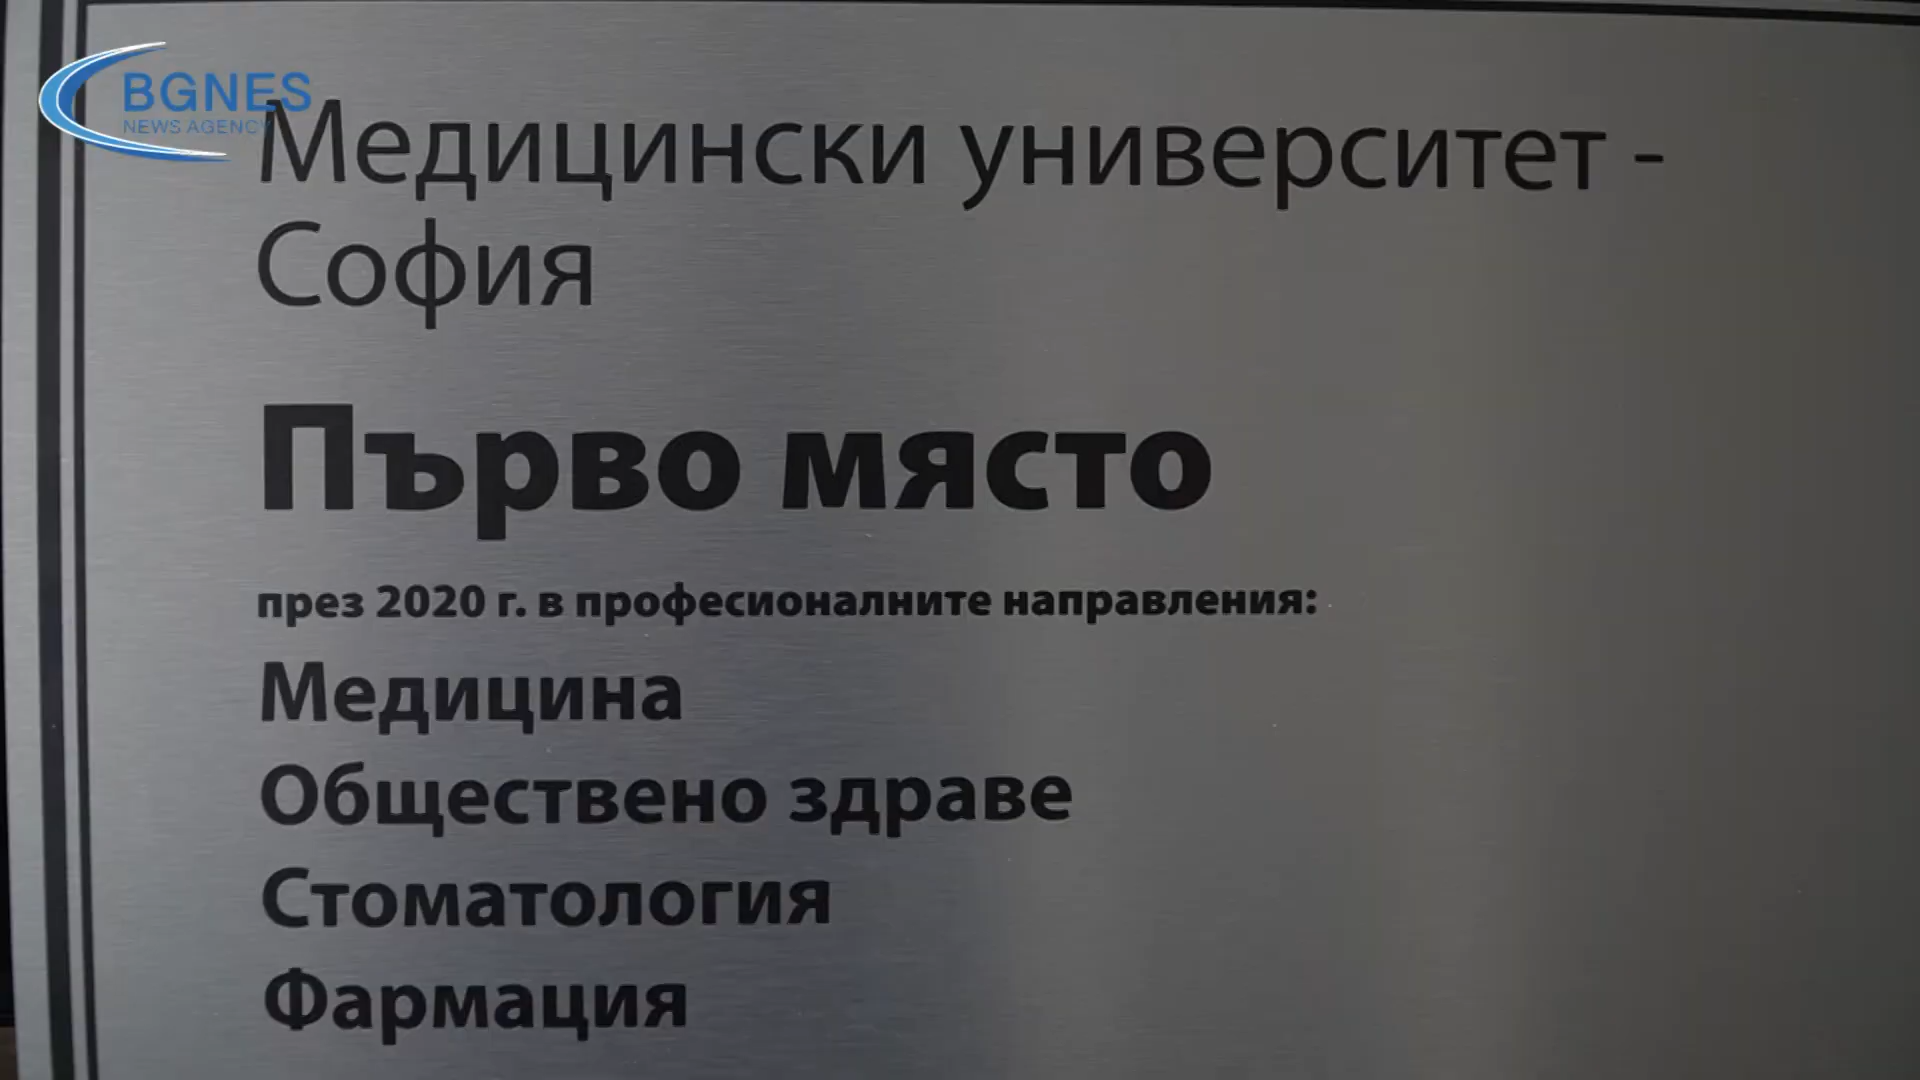 BGNES
NEWS AGENCY
Медицински университет -
София
Първо място
през 2020 г. в професионалните направления:
Медицина
Обществено здраве
Стоматология
Фармация